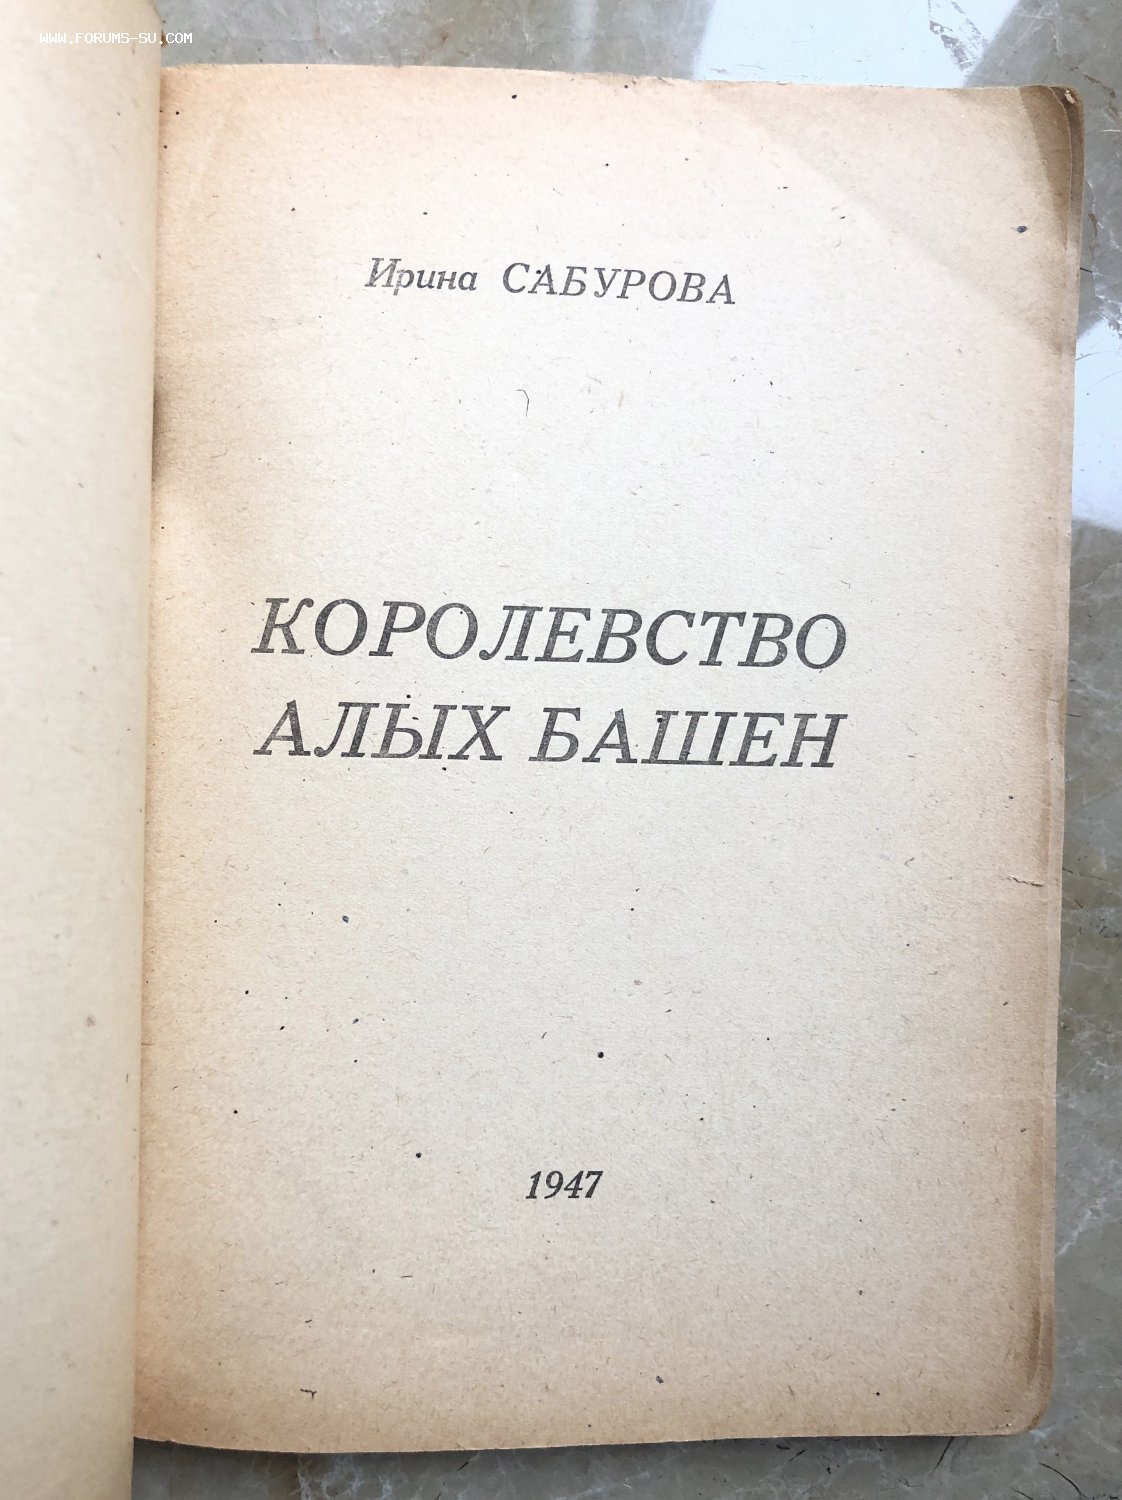 WWW.FORUMS-SU.COM
Ирина САБУРОВА
КОРОЛЕВСТВО
АЛЫХ БАШЕН
1947